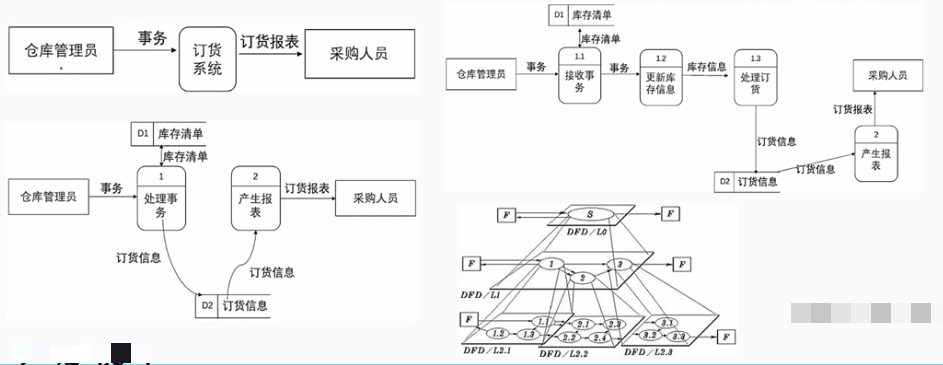 仓库管理员
事务
订货
系统
订货报表
采购人员
D1 库存清单
库存清单
仓库管理员
事务
1
处理事
务
2
产生报
表
订货报表
采购人员
订货信息
订货信息
D2 订货信息
D1 库存清单
库存清单
仓库管理员
事务
1.1
接收事
务
事务
1.2
更新库
存信息
库存信息
1.3
处理订
货
采购人员
订货报表
2
产生报
表
订货信息
订货信息
D2 订货信息
F S F
DFD/L0
F 1 2 3 F
DFD/L1
F 1.1 1.2 1.3
DFD/L2.1
2.1 2.3 2.2 2.4
DFD/L2.2
3.1 3.2 3.3 F
DFD/L2.3